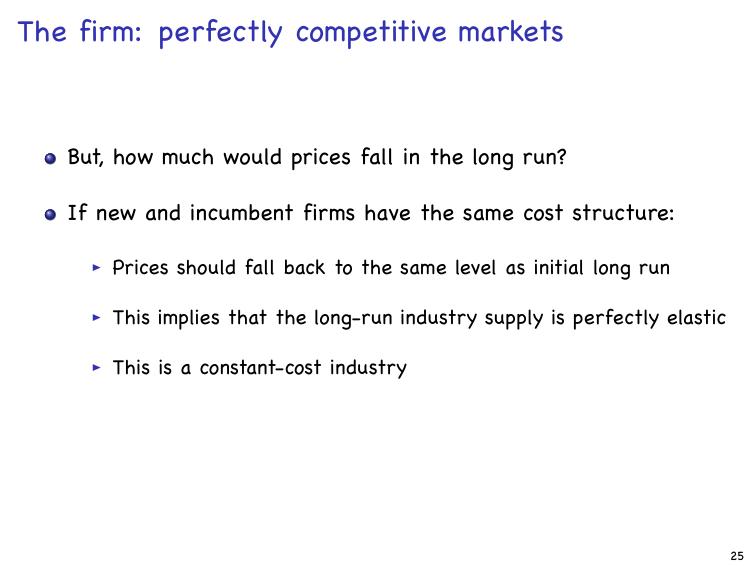 The firm: perfectly competitive markets
But, how much would prices fall in the long run?
If new and incumbent firms have the same cost structure:
Prices should fall back to the same level as initial long run
This implies that the long-run industry supply is perfectly elastic
This is a constant-cost industry
25